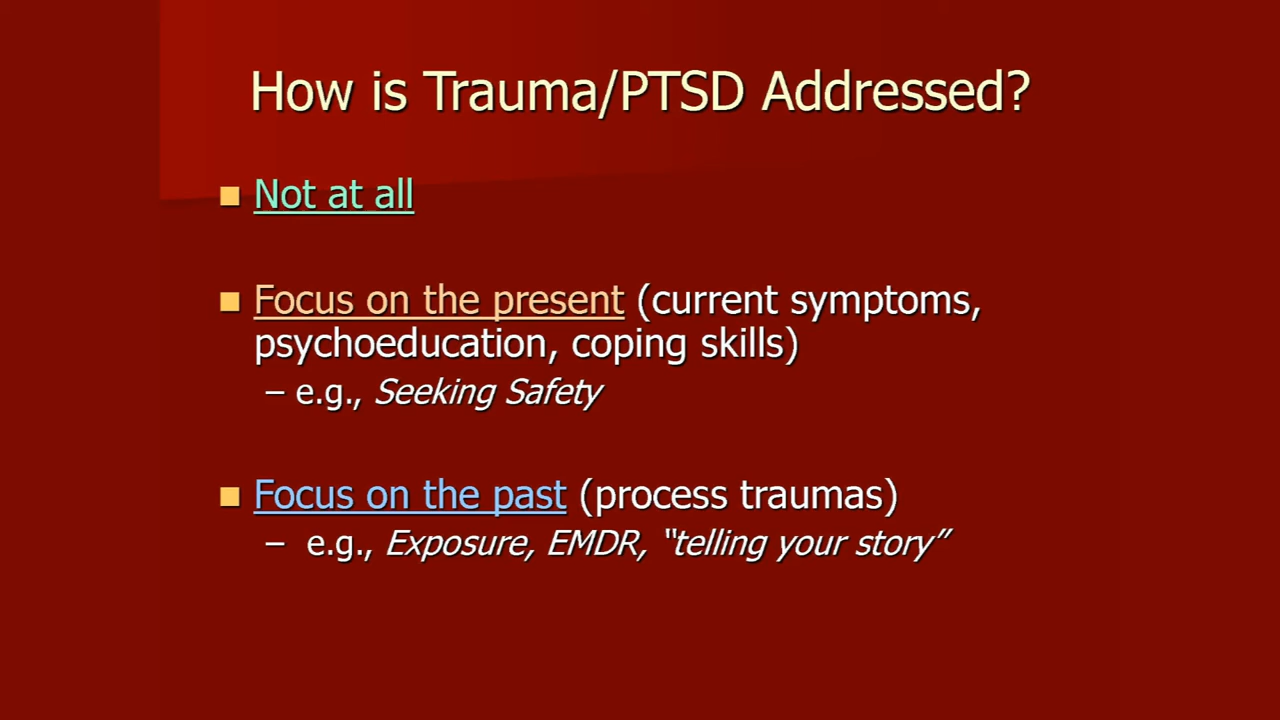 How is Trauma/PTSD Addressed?
■ Not at all
■ Focus on the present (current symptoms,
psychoeducation, coping skills)
– e.g., Seeking Safety
■ Focus on the past (process traumas)
– e.g., Exposure, EMDR, “telling your story”